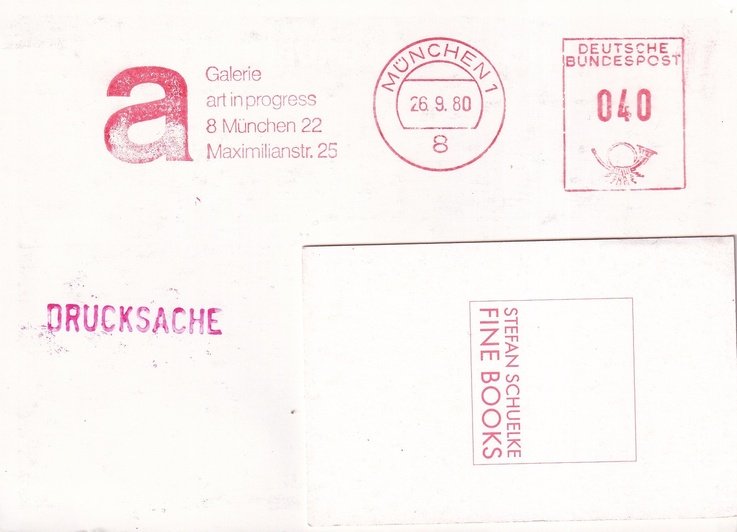 a
Galerie
art in progress
8 München 22
Maximilianstr. 25
MÜNCHEN 1
26. 9. 80
8
DEUTSCHE
BUNDESPOST
040
DRUCKSACHE
STEFAN SCHUELKE
FINE BOOKS